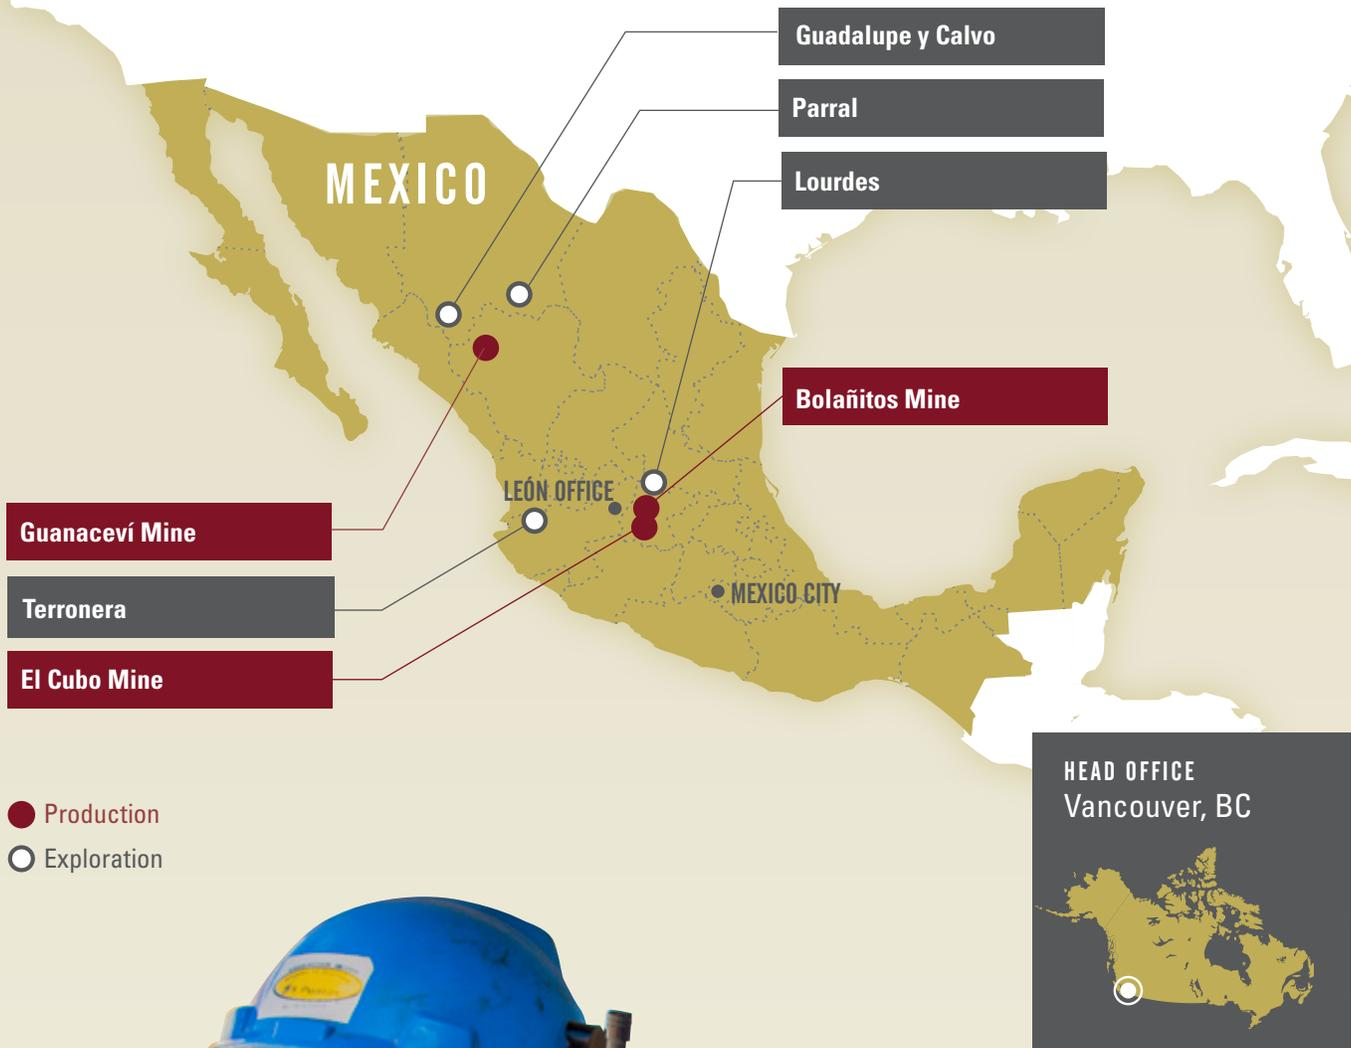 Guadalupe y Calvo
Parral
Lourdes
MEXICO
Bolañitos Mine
LEÓN OFFICE
Guanaceví Mine
Terronera
MEXICO CITY
El Cubo Mine
HEAD OFFICE
Vancouver, BC
Production
Exploration